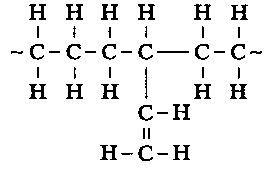 H H H H H H
~C–C–C–C—C–C~
H H H H H
C–H
H–C–H